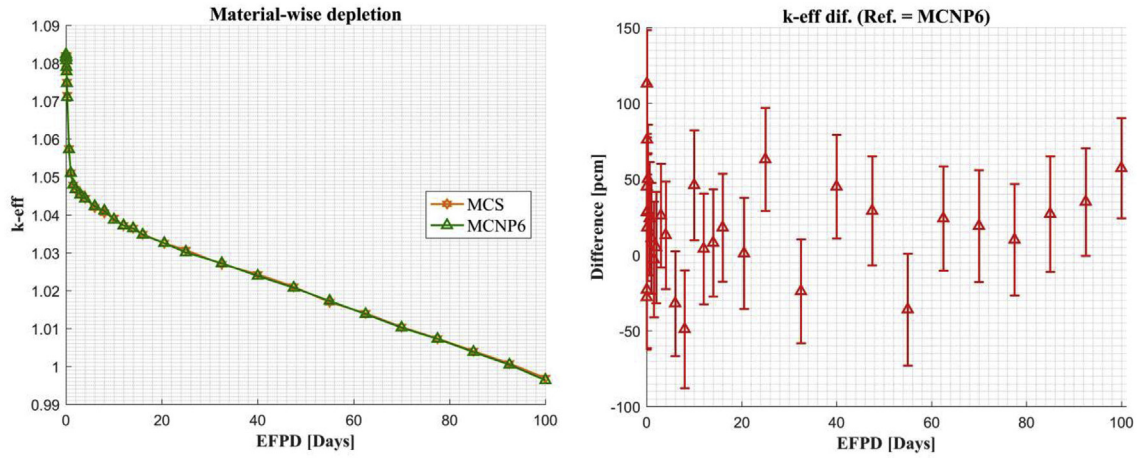 Material-wise depletion
1.09
1.08
1.07
1.06
1.05
1.04
1.03
1.02
1.01
1
0.99
k-eff
MCS
MCNP6
0 20 40 60 80 100
EFPD [Days]
k-eff dif. (Ref. = MCNP6)
150
100
50
0
-50
-100
Difference [pcm]
0 20 40 60 80 100
EFPD [Days]